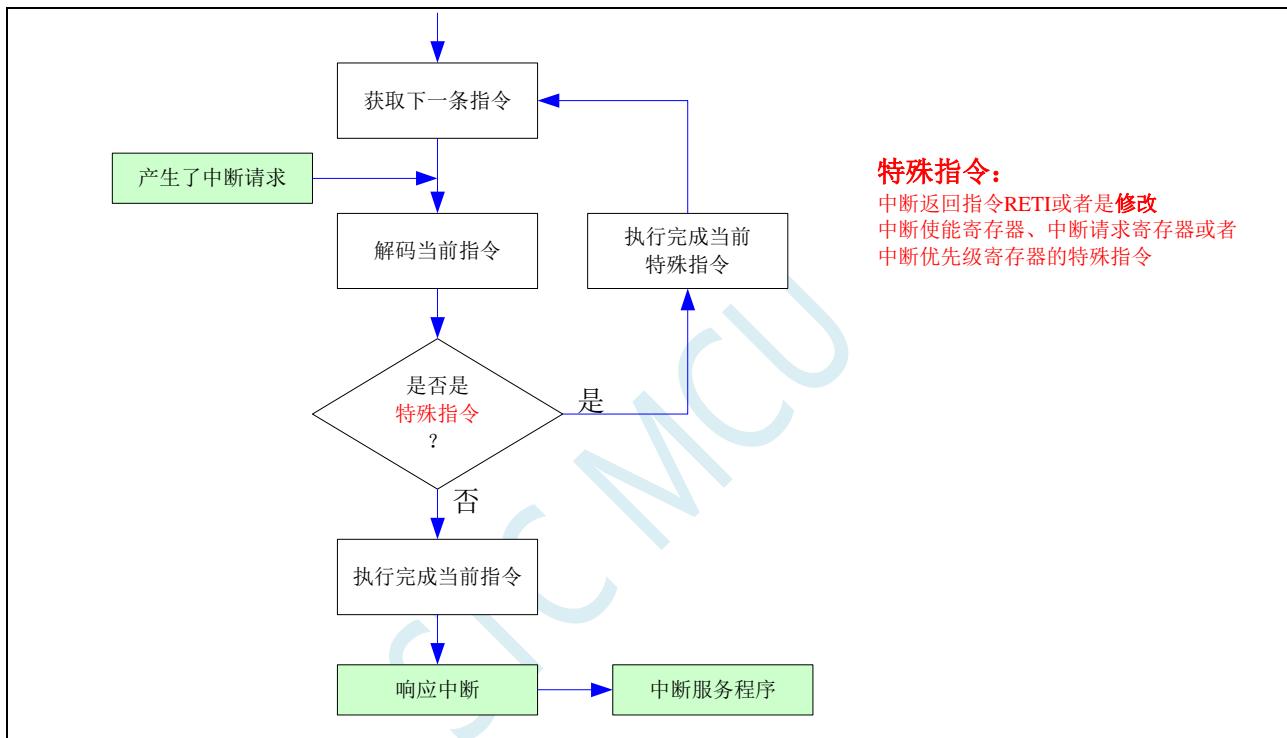 获取下一条指令
产生了中断请求
特殊指令：
中断返回指令RETI或者是修改
中断使能寄存器、中断请求寄存器或者
中断优先级寄存器的特殊指令
解码当前指令
执行完成当前
特殊指令
是否是
特殊指令
？
是
否
执行完成当前指令
响应中断
中断服务程序
STC MCU